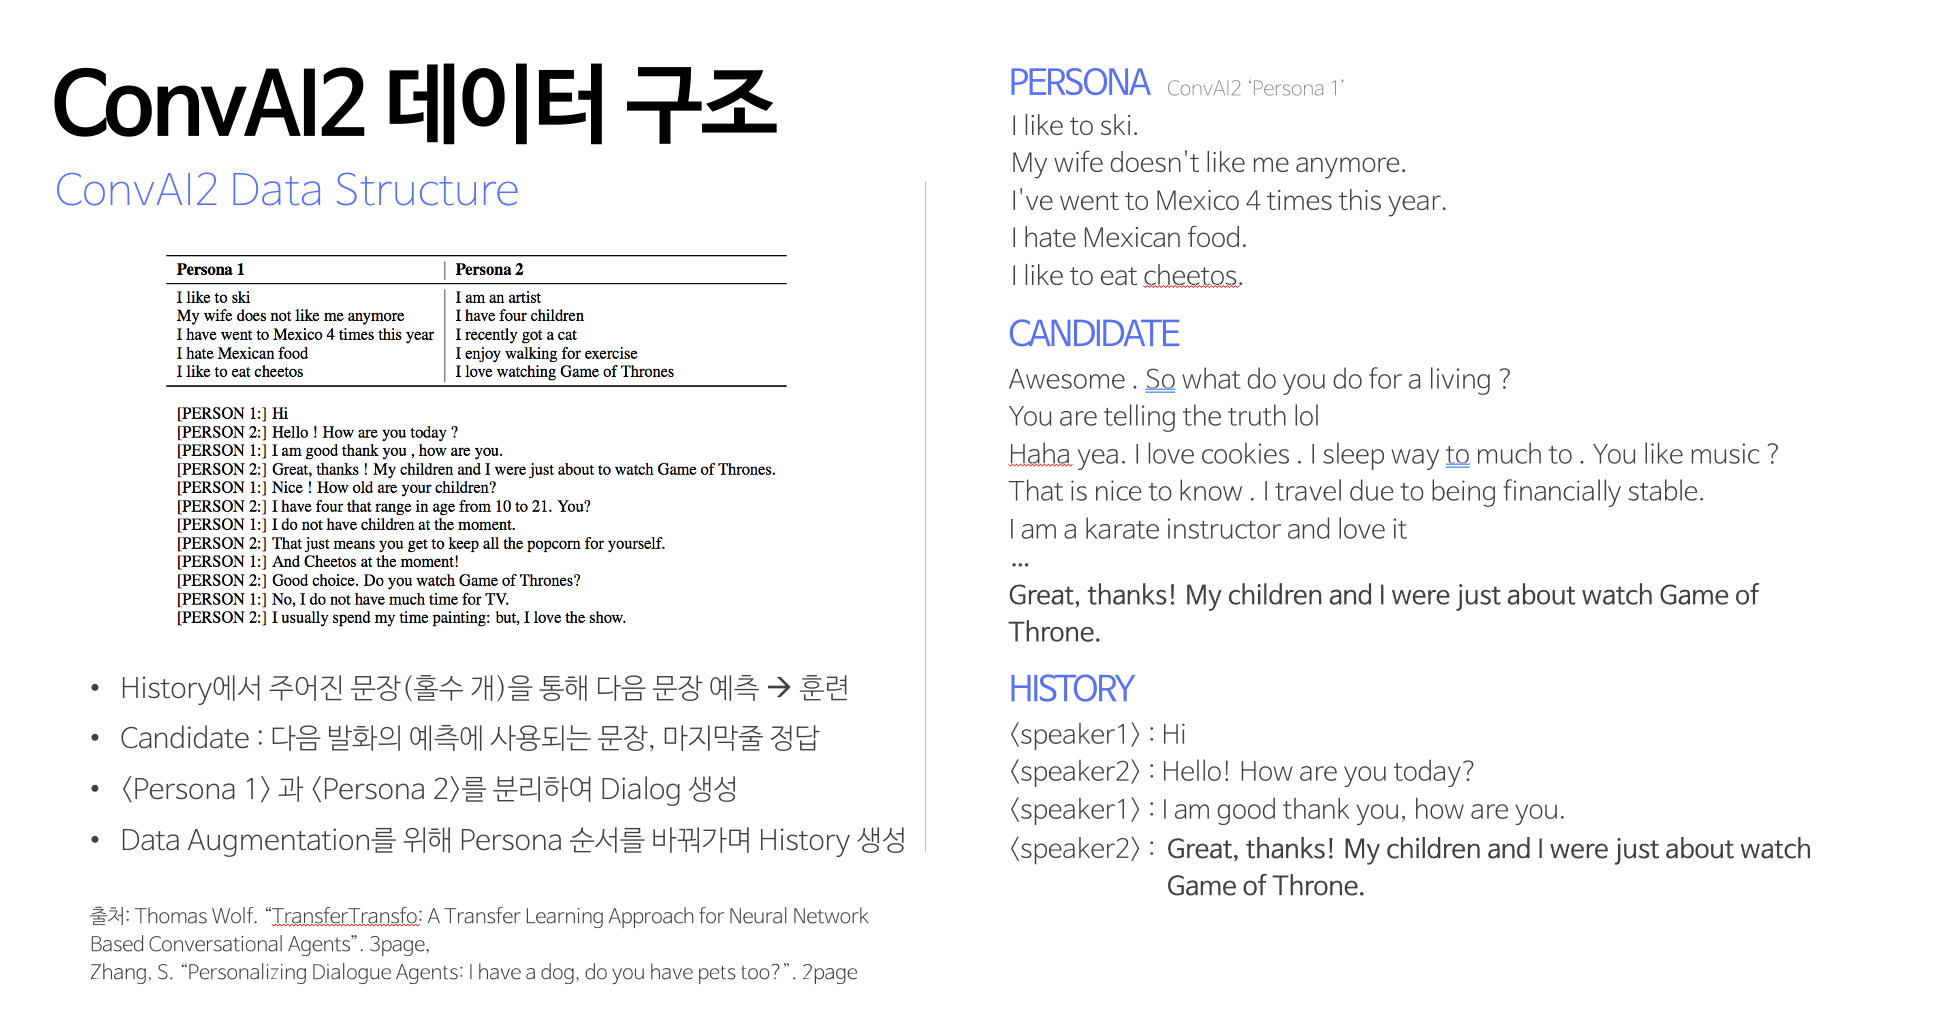 ConvAI2 데이터 구조
ConvAI2 Data Structure
Persona 1 Persona 2
I like to ski I am an artist
My wife does not like me anymore I have four children
I have went to Mexico 4 times this year I recently got a cat
I hate Mexican food I enjoy walking for exercise
I like to eat cheetos I love watching Game of Thrones
[PERSON 1:] Hi
[PERSON 2:] Hello ! How are you today ?
[PERSON 1:] I am good thank you , how are you.
[PERSON 2:] Great, thanks ! My children and I were just about to watch Game of Thrones.
[PERSON 1:] Nice ! How old are your children?
[PERSON 2:] I have four that range in age from 10 to 21. You?
[PERSON 1:] I do not have children at the moment.
[PERSON 2:] That just means you get to keep all the popcorn for yourself.
[PERSON 1:] And Cheetos at the moment!
[PERSON 2:] Good choice. Do you watch Game of Thrones?
[PERSON 1:] No, I do not have much time for TV.
[PERSON 2:] I usually spend my time painting: but, I love the show.
• History에서 주어진 문장(홀수 개)을 통해 다음 문장 예측 → 훈련
• Candidate : 다음 발화의 예측에 사용되는 문장, 마지막줄 정답
• 〈Persona 1〉 과 〈Persona 2〉를 분리하여 Dialog 생성
• Data Augmentation를 위해 Persona 순서를 바꿔가며 History 생성
출처: Thomas Wolf. “TransferTransfo: A Transfer Learning Approach for Neural Network
Based Conversational Agents”. 3page,
Zhang, S. “Personalizing Dialogue Agents: I have a dog, do you have pets too?”. 2page
PERSONA ConvAI2 ‘Persona 1’
I like to ski.
My wife doesn't like me anymore.
I've went to Mexico 4 times this year.
I hate Mexican food.
I like to eat cheetos.
CANDIDATE
Awesome . So what do you do for a living ?
You are telling the truth lol
Haha yea. I love cookies . I sleep way to much to . You like music ?
That is nice to know . I travel due to being financially stable.
I am a karate instructor and love it
...
Great, thanks! My children and I were just about watch Game of
Throne.
HISTORY
〈speaker1〉 : Hi
〈speaker2〉 : Hello! How are you today?
〈speaker1〉 : I am good thank you, how are you.
〈speaker2〉 : Great, thanks! My children and I were just about watch
Game of Throne.